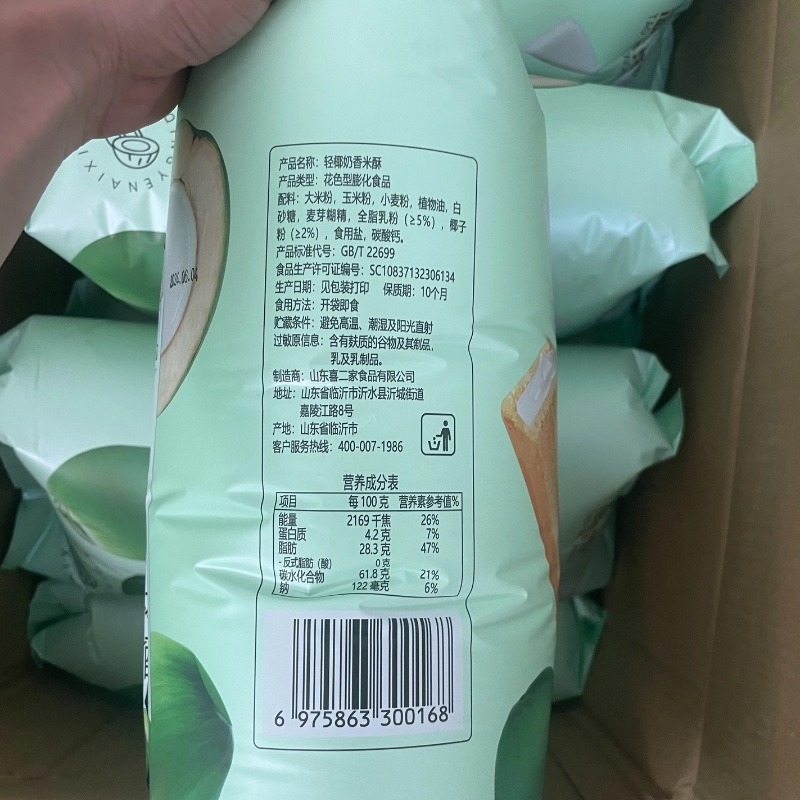 产品名称：轻椰奶香米酥
产品类型：花色型膨化食品
配料：大米粉，玉米粉，小麦粉，植物油，白
砂糖，麦芽糊精，全脂乳粉（≥5%），椰子
粉（≥2%），食用盐，碳酸钙。
产品标准代号：GB/T 22699
食品生产许可证编号：SC10837132306134
生产日期：见包装打印 保质期：10个月
食用方法：开袋即食
贮藏条件：避免高温、潮湿及阳光直射
过敏原信息：含有麸质的谷物及其制品、
乳及乳制品。
制造商：山东喜二家食品有限公司
地址：山东省临沂市沂水县沂城街道
嘉陵江路8号
产地：山东省临沂市
客户服务热线：400-007-1986
营养成分表
项目 每100克 营养素参考值%
能量 2169千焦 26%
蛋白质 4.2克 7%
脂肪 28.3克 47%
-反式脂肪（酸） 0克
碳水化合物 61.8克 21%
钠 122毫克 6%
6 975863 300168